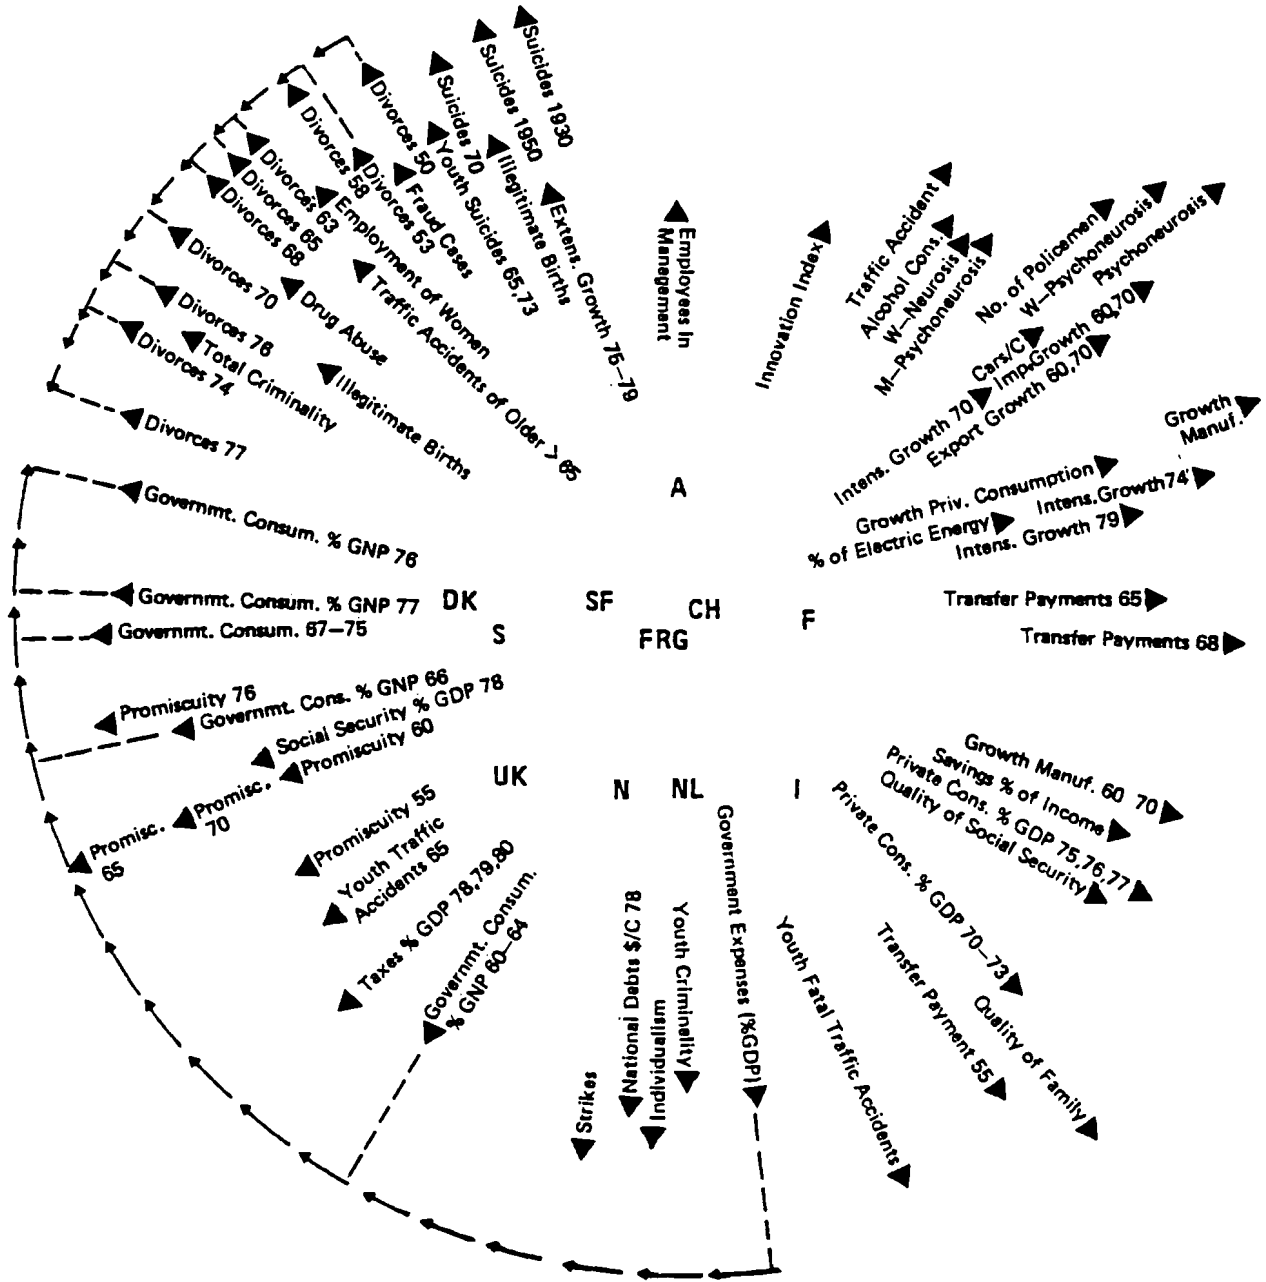 Suicides 1930
Suicides 1950
Suicides 70
Divorces 50
Youth Suicides 65,73
Illegitimate Births
Extens. Growth 75–79
Employees In
Management
Divorces 58
Divorces 53
Fraud Cases
Divorces 63
Employment of Women
Divorces 65
Divorces 68
Traffic Accidents of Older > 65
Divorces 70
Drug Abuse
Divorces 76
Total Criminality
Divorces 74
Illegitimate Births
Divorces 77
Innovation Index
Traffic Accident
Alcohol Cons.
W–Neurosis
M–Psychoneurosis
No. of Policemen
W–Psychoneurosis
Psychoneurosis
Cars/C
Imp.Growth 60,70
Intens. Growth 70
Export Growth 60,70
Growth
Manuf.
Growth Priv. Consumption
Intens.Growth74
% of Electric Energy
Intens. Growth 79
A
Governmt. Consum. % GNP 76
Governmt. Consum. % GNP 77
Governmt. Consum. 67–75
DK
SF
CH
F
S
FRG
Transfer Payments 65
Transfer Payments 68
Promiscuity 76
Governmt. Cons. % GNP 66
Social Security % GDP 78
Promiscuity 60
Promisc.
70
Promisc.
65
UK
N
NL
I
Promiscuity 55
Youth Traffic
Accidents 65
Taxes % GDP 78,79,80
Governmt. Consum.
% GNP 60–64
Strikes
National Debts $/C 78
Individualism
Youth Criminality
Government Expenses (%GDP)
Youth Fatal Traffic Accidents
Growth Manuf. 60 70
Savings % of Income
Private Cons. % GDP 75,76,77
Quality of Social Security
Private Cons. % GDP 70–73
Transfer Payment 55
Quality of Family